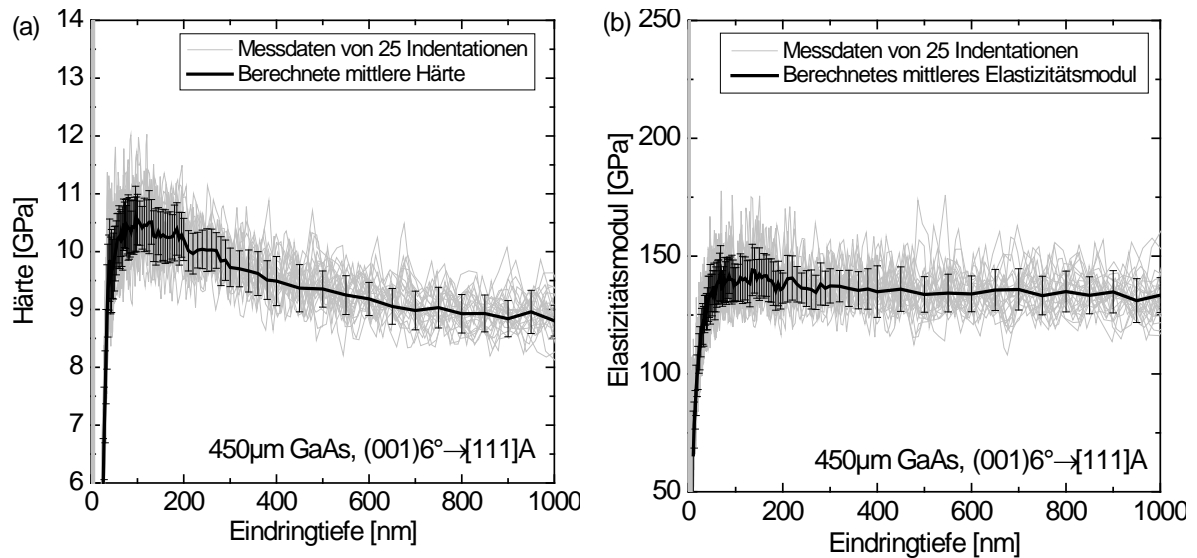 (a)
14
13
12
11
10
9
8
7
6
Härte [GPa]
Messdaten von 25 Indentationen
Berechnete mittlere Härte
450µm GaAs, (001)6°→[111]A
0
200
400
600
800
1000
Eindringtiefe [nm]
(b)
250
200
150
100
50
Elastizitätsmodul [GPa]
Messdaten von 25 Indentationen
Berechnetes mittleres Elastizitätsmodul
450µm GaAs, (001)6°→[111]A
0
200
400
600
800
1000
Eindringtiefe [nm]